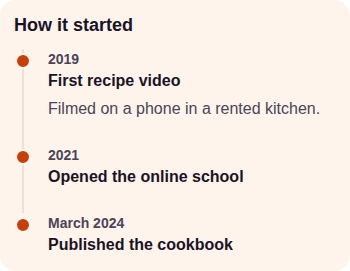 How it started
2019
First recipe video
Filmed on a phone in a rented kitchen.
2021
Opened the online school
March 2024
Published the cookbook